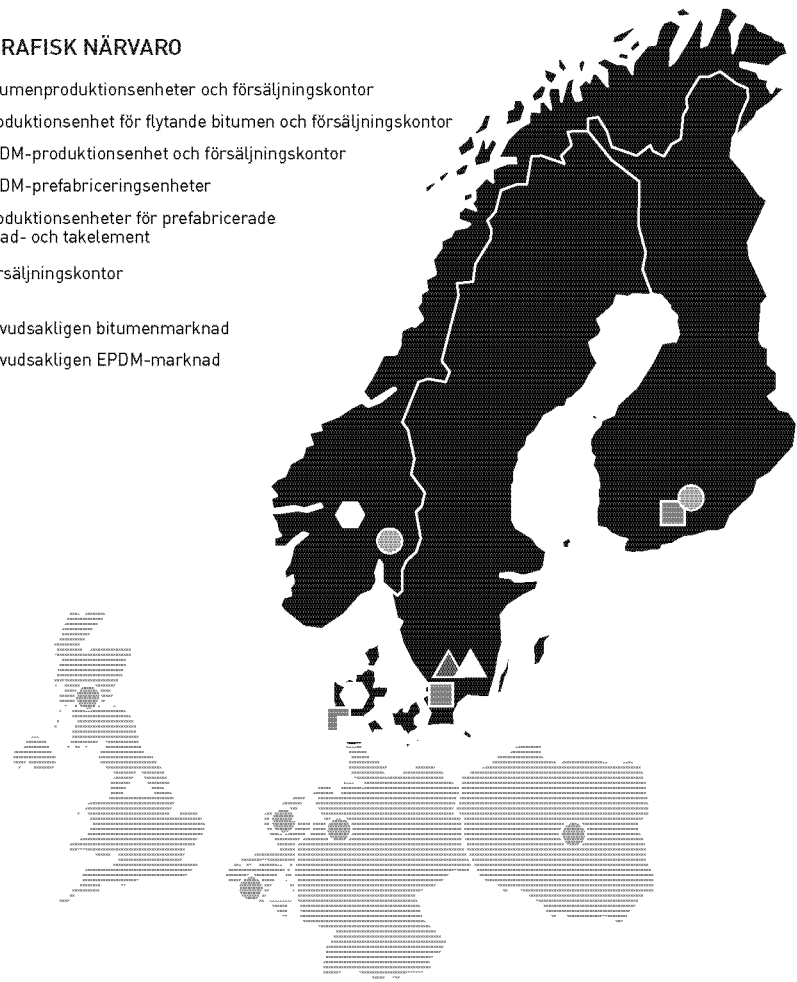 RAFISK NÄRVARO
umenproduktionsenheter och försäljningskontor
oduktionsenhet för flytande bitumen och försäljningskontor
DM-produktionsenhet och försäljningskontor
DM-prefabriceringsenheter
oduktionsenheter för prefabricerade
ad- och takelement
rsäljningskontor
vudsakligen bitumenmarknad
vudsakligen EPDM-marknad